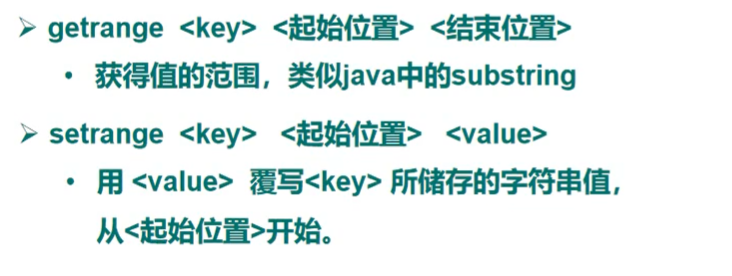 ➢ getrange <key> <起始位置> <结束位置>
• 获得值的范围，类似java中的substring
➢ setrange <key> <起始位置> <value>
• 用 <value> 覆写<key> 所储存的字符串值，
从<起始位置>开始。